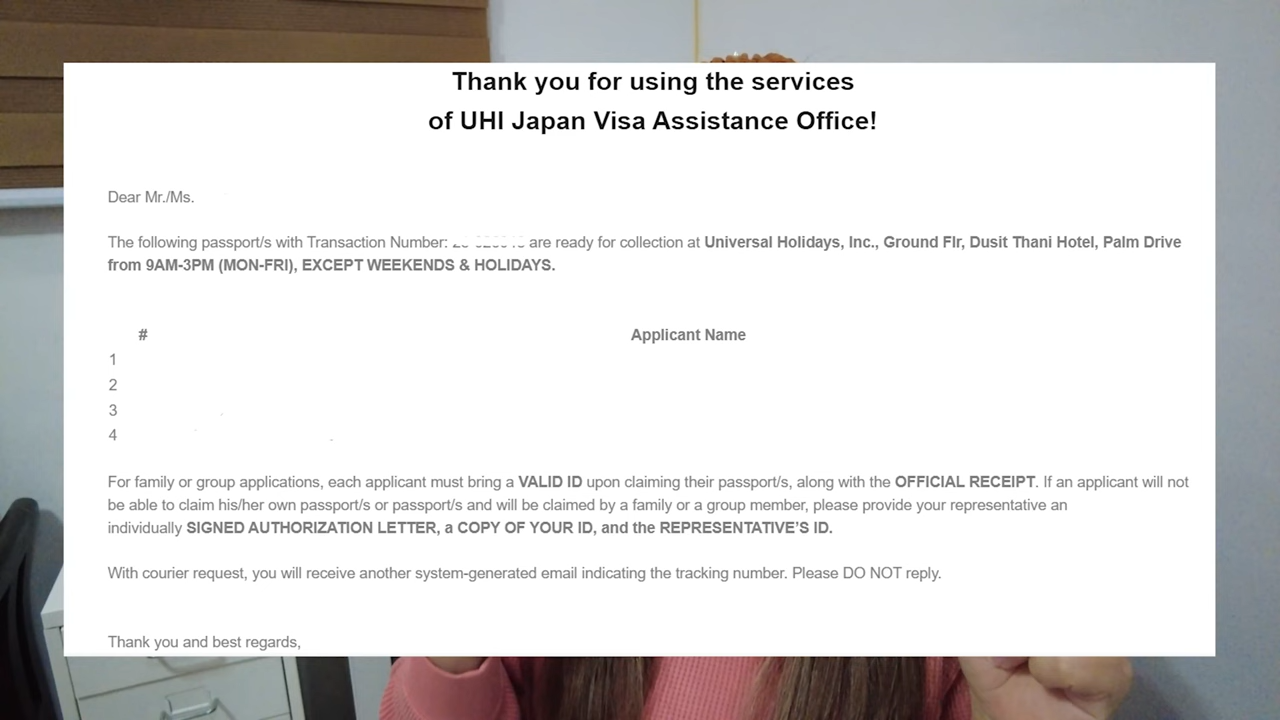 Thank you for using the services
of UHI Japan Visa Assistance Office!
Dear Mr./Ms.
The following passport/s with Transaction Number: are ready for collection at Universal Holidays, Inc., Ground Flr, Dusit Thani Hotel, Palm Drive
from 9AM-3PM (MON-FRI), EXCEPT WEEKENDS & HOLIDAYS.
# Applicant Name
1
2
3
4
For family or group applications, each applicant must bring a VALID ID upon claiming their passport/s, along with the OFFICIAL RECEIPT. If an applicant will not
be able to claim his/her own passport/s or passport/s and will be claimed by a family or a group member, please provide your representative an
individually SIGNED AUTHORIZATION LETTER, a COPY OF YOUR ID, and the REPRESENTATIVE’S ID.
With courier request, you will receive another system-generated email indicating the tracking number. Please DO NOT reply.
Thank you and best regards,